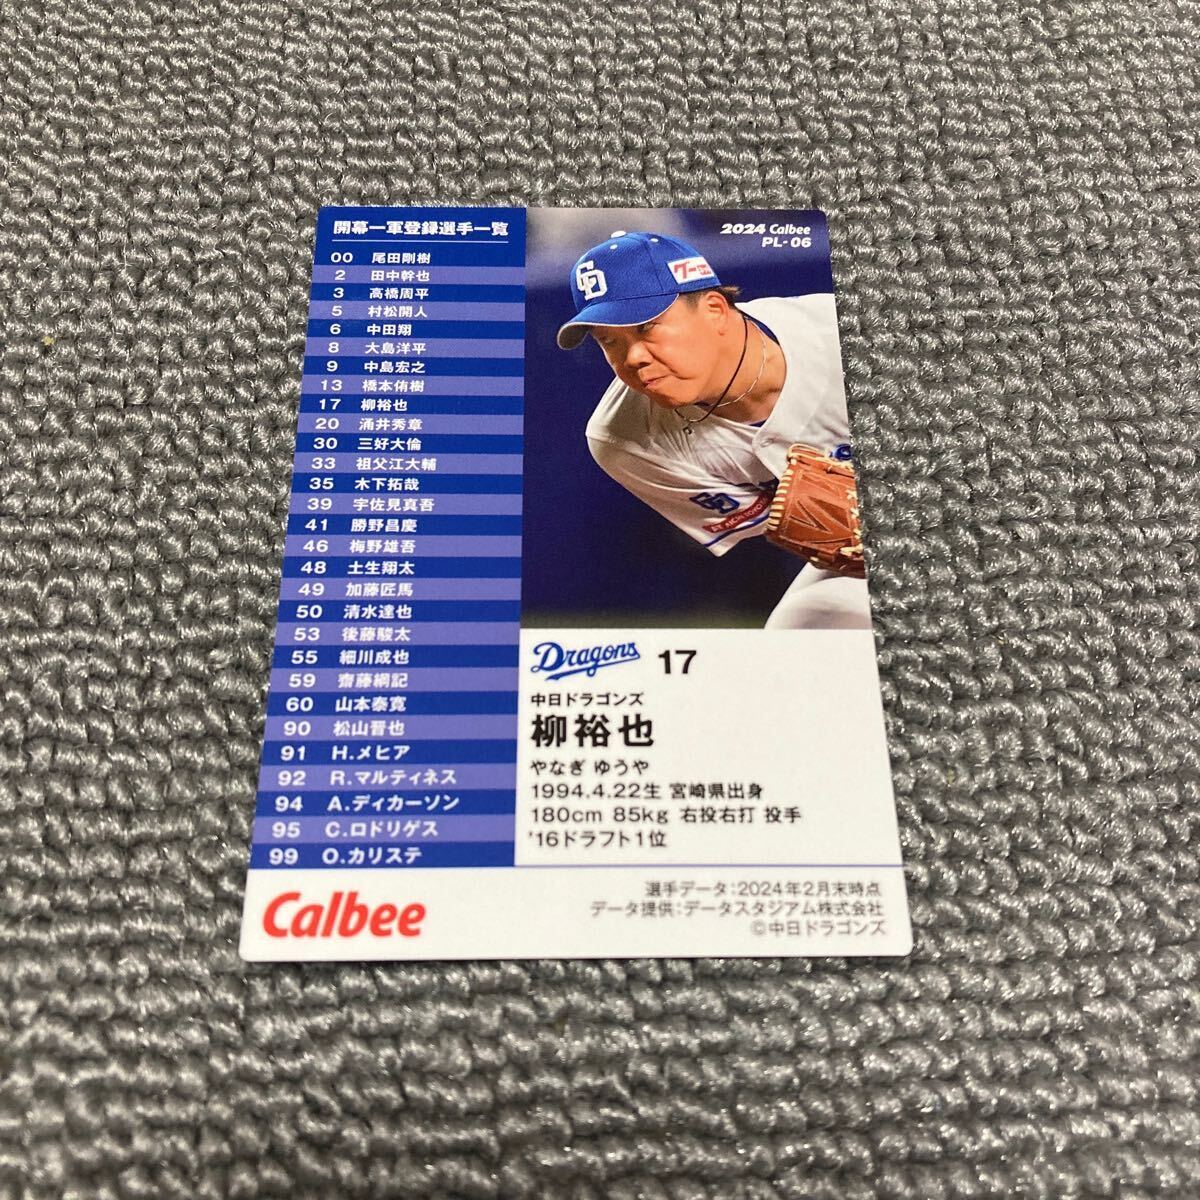 開幕一軍登録選手一覧
00 尾田剛樹
2 田中幹也
3 高橋周平
5 村松開人
6 中田翔
8 大島洋平
9 中島宏之
13 橋本侑樹
17 柳裕也
20 涌井秀章
30 三好大倫
33 祖父江大輔
35 木下拓哉
39 宇佐見真吾
41 勝野昌慶
46 梅野雄吾
48 土生翔太
49 加藤匠馬
50 清水達也
53 後藤駿太
55 細川成也
59 齋藤綱記
60 山本泰寛
90 松山晋也
91 H.メヒア
92 R.マルティネス
94 A.ディカーソン
95 C.ロドリゲス
99 O.カリステ
2024 Calbee
PL-06
CD
グー
CD
AICHI TOYOTA
Dragons 17
中日ドラゴンズ
柳裕也
やなぎ ゆうや
1994.4.22生 宮崎県出身
180cm 85kg 右投右打 投手
'16ドラフト1位
Calbee
選手データ:2024年2月末時点
データ提供:データスタジアム株式会社
©中日ドラゴンズ